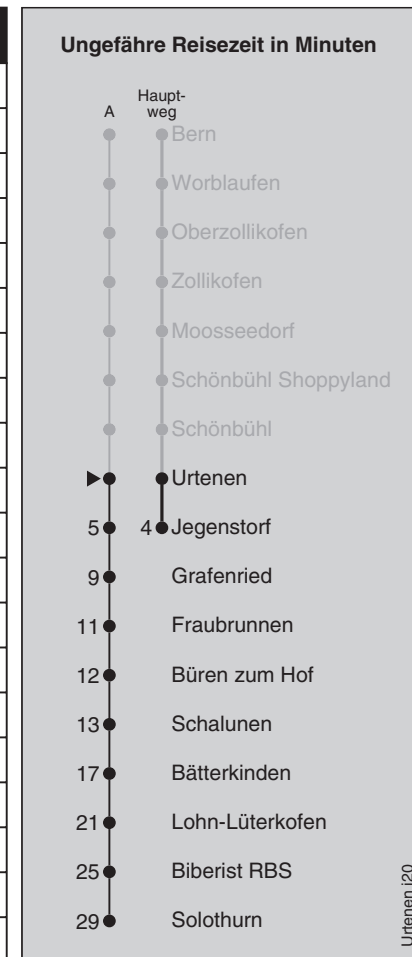 Ungefähre Reisezeit in Minuten
Haupt-
A weg
Bern
Worblaufen
Oberzollikofen
Zollikofen
Moosseedorf
Schönbühl Shoppyland
Schönbühl
Urtenen
5 4 Jegenstorf
9 Grafenried
11 Fraubrunnen
12 Büren zum Hof
13 Schalunen
17 Bätterkinden
21 Lohn-Lüterkofen
25 Biberist RBS
29 Solothurn
Urtenen j20